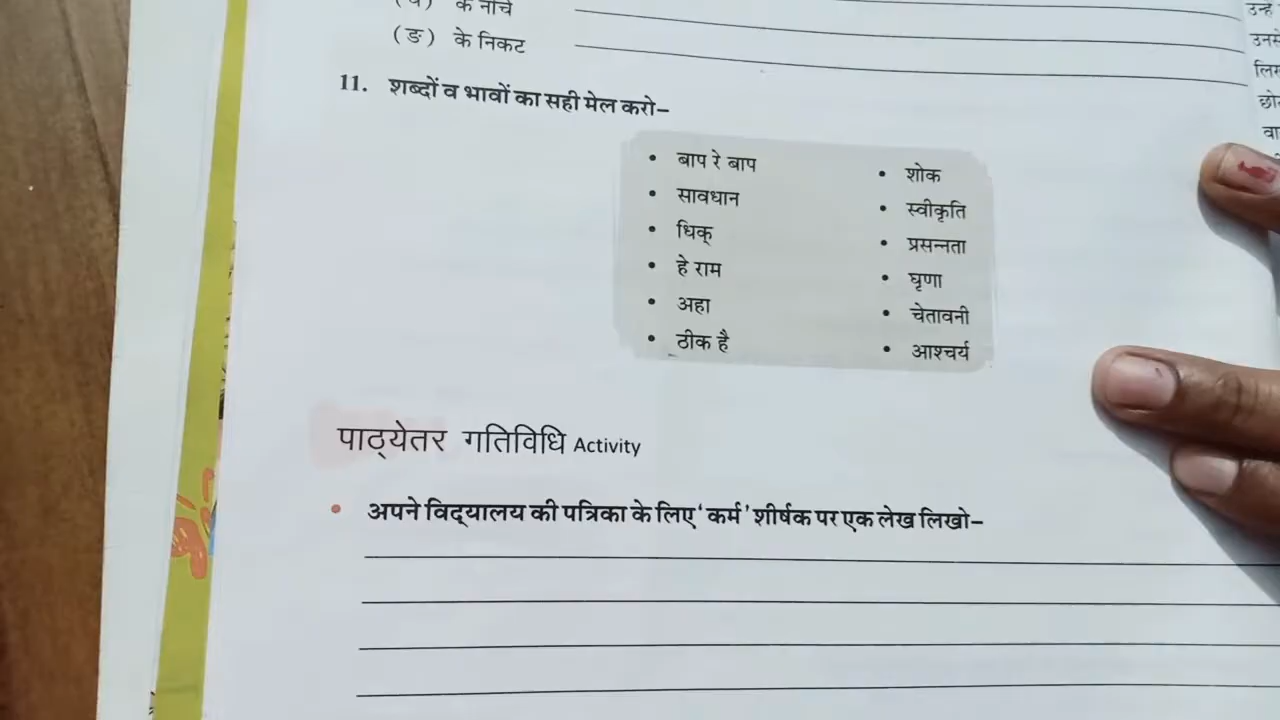 के नीचे
(ङ) के निकट
11. शब्दों व भावों का सही मेल करो–
• बाप रे बाप • शोक
• सावधान • स्वीकृति
• धिक् • प्रसन्नता
• हे राम • घृणा
• अहा • चेतावनी
• ठीक है • आश्चर्य
पाठ्येतर गतिविधि Activity
• अपने विद्यालय की पत्रिका के लिए 'कर्म' शीर्षक पर एक लेख लिखो–